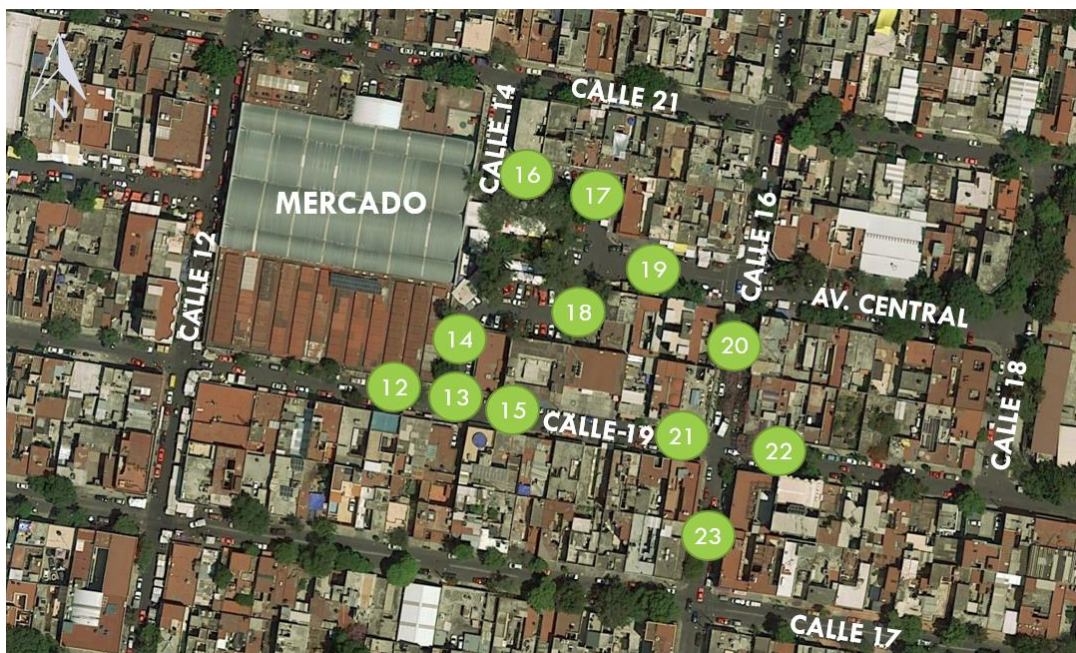 CALLE 21
CALLE 14
N
16
MERCADO
17
CALLE 16
CALLE 12
19
AV. CENTRAL
18
14
20
12
13
15
CALLE 19
21
22
CALLE 18
23
CALLE 17